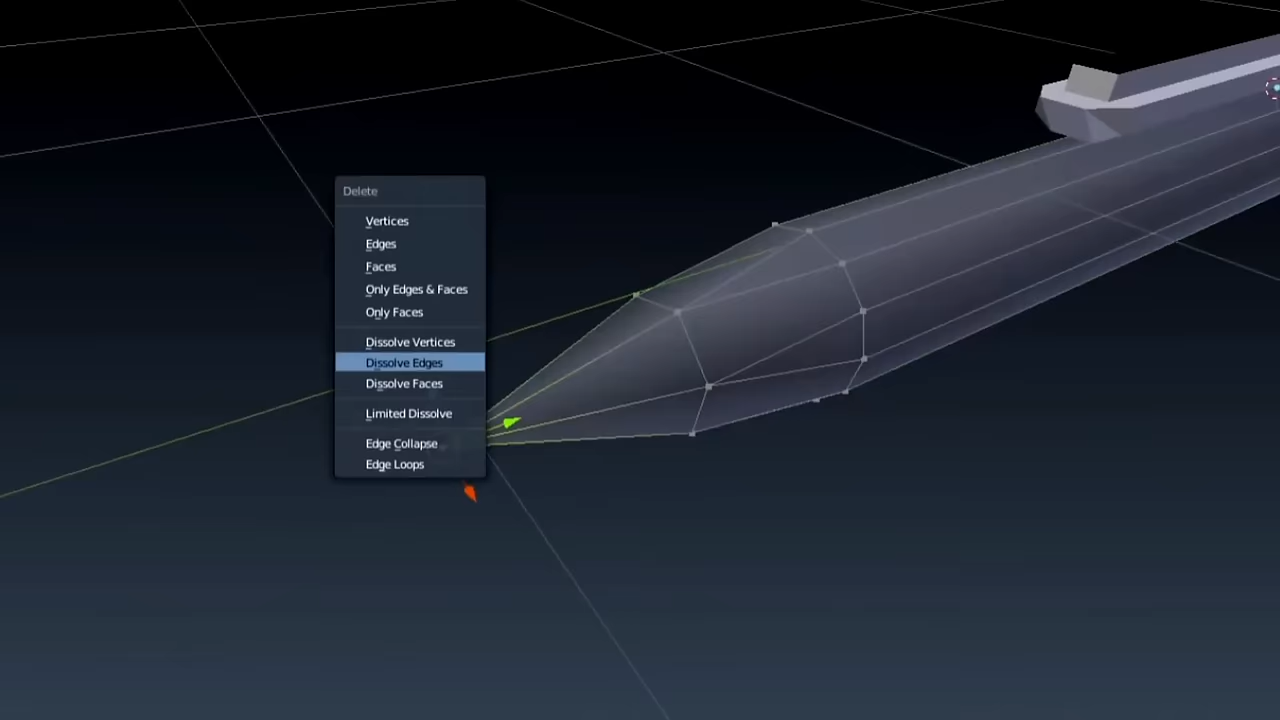 Delete
Vertices
Edges
Faces
Only Edges & Faces
Only Faces
Dissolve Vertices
Dissolve Edges
Dissolve Faces
Limited Dissolve
Edge Collapse
Edge Loops